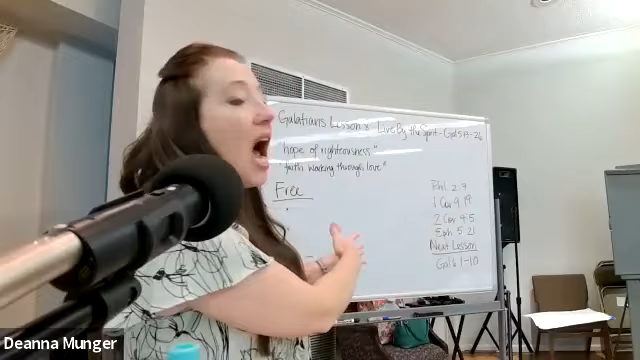 Galatians Lesson 8 Live By the Spirit - Gal 5:17-26
"hope of righteousness"
"faith working through love"
Free
Phil 2:9
1 Cor 9 19
2 Cor 4:5
Eph 5 21
Next Lesson
Gal 6 1-10
Deanna Munger